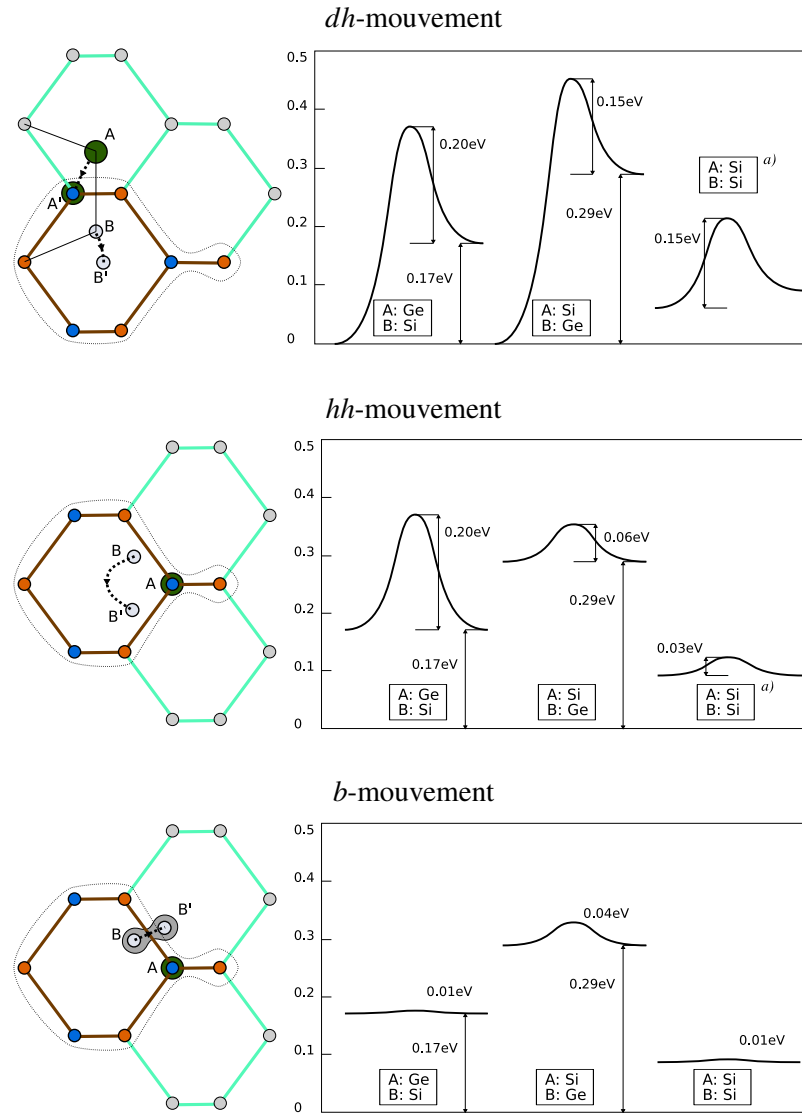 dh-mouvement
A
A'
B
B'
0.5
0.4
0.3
0.2
0.1
0
0.20eV
0.17eV
A: Ge
B: Si
0.15eV
0.29eV
A: Si
B: Ge
A: Si
B: Si
a)
0.15eV
hh-mouvement
B
A
B'
0.5
0.4
0.3
0.2
0.1
0
0.20eV
0.17eV
A: Ge
B: Si
0.06eV
0.29eV
A: Si
B: Ge
0.03eV
A: Si
B: Si
a)
b-mouvement
B'
B
A
0.5
0.4
0.3
0.2
0.1
0
0.01eV
0.17eV
A: Ge
B: Si
0.04eV
0.29eV
A: Si
B: Ge
0.01eV
A: Si
B: Si